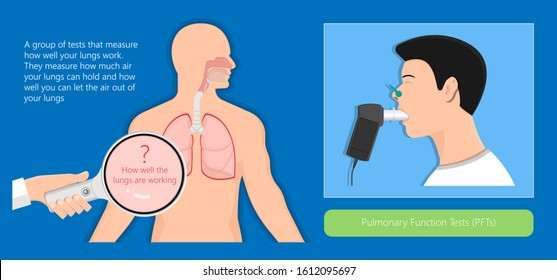 A group of tests that measure
how well your lungs work.
They measure how much air
your lungs can hold and how
well you can let the air out of
your lungs
?
How well the
lungs are working
Pulmonary Function Tests (PFTs)
shutterstock.com · 1612095697